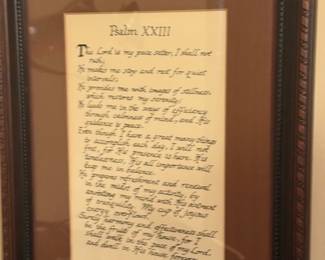 Psalm XXIII
The Lord is my pace setter, I shall not
rush;
He makes me stop and rest for quiet
intervals;
He provides me with images of stillness,
which restores my serenity;
He leads me in the ways of efficiency
through calmness of mind, and His
guidance is peace.
Even though I have a great many things
to accomplish each day, I will not
fret, for His presence is here. His
timelessness, His all importance will
keep me in balance.
He prepares refreshment and renewal
in the midst of my activity, by
anointing my mind with His ointment
of tranquility. My cup of joyous
energy overflows.
Surely harmony and effectiveness shall
be the fruit of my hours, for I
shall walk in the pace of the Lord,
and dwell in His house forever.